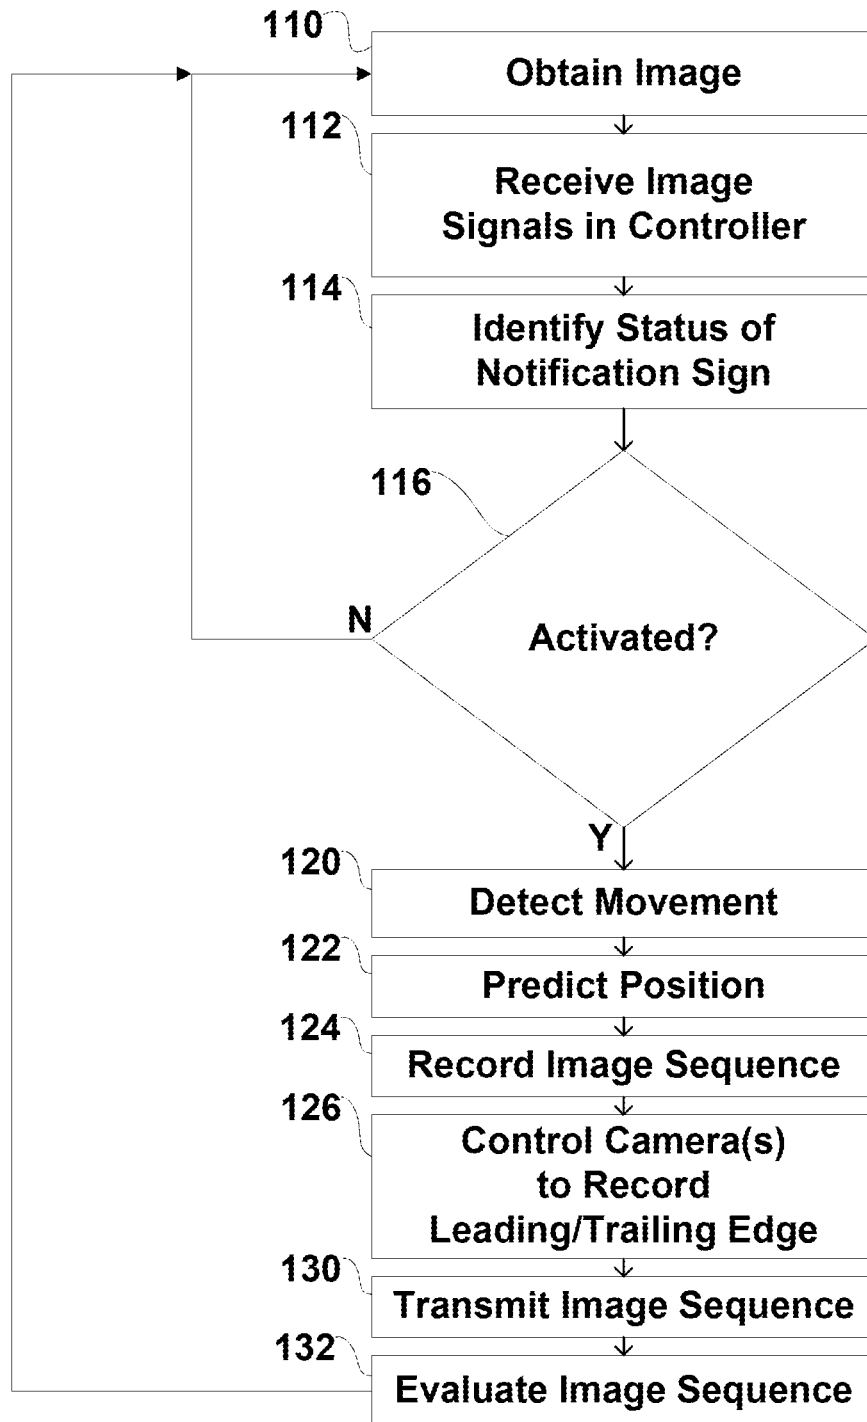 110
Obtain Image
112
Receive Image
Signals in Controller
114
Identify Status of
Notification Sign
116
N
Activated?
Y
120
Detect Movement
122
Predict Position
124
Record Image Sequence
126
Control Camera(s)
to Record
Leading/Trailing Edge
130
Transmit Image Sequence
132
Evaluate Image Sequence